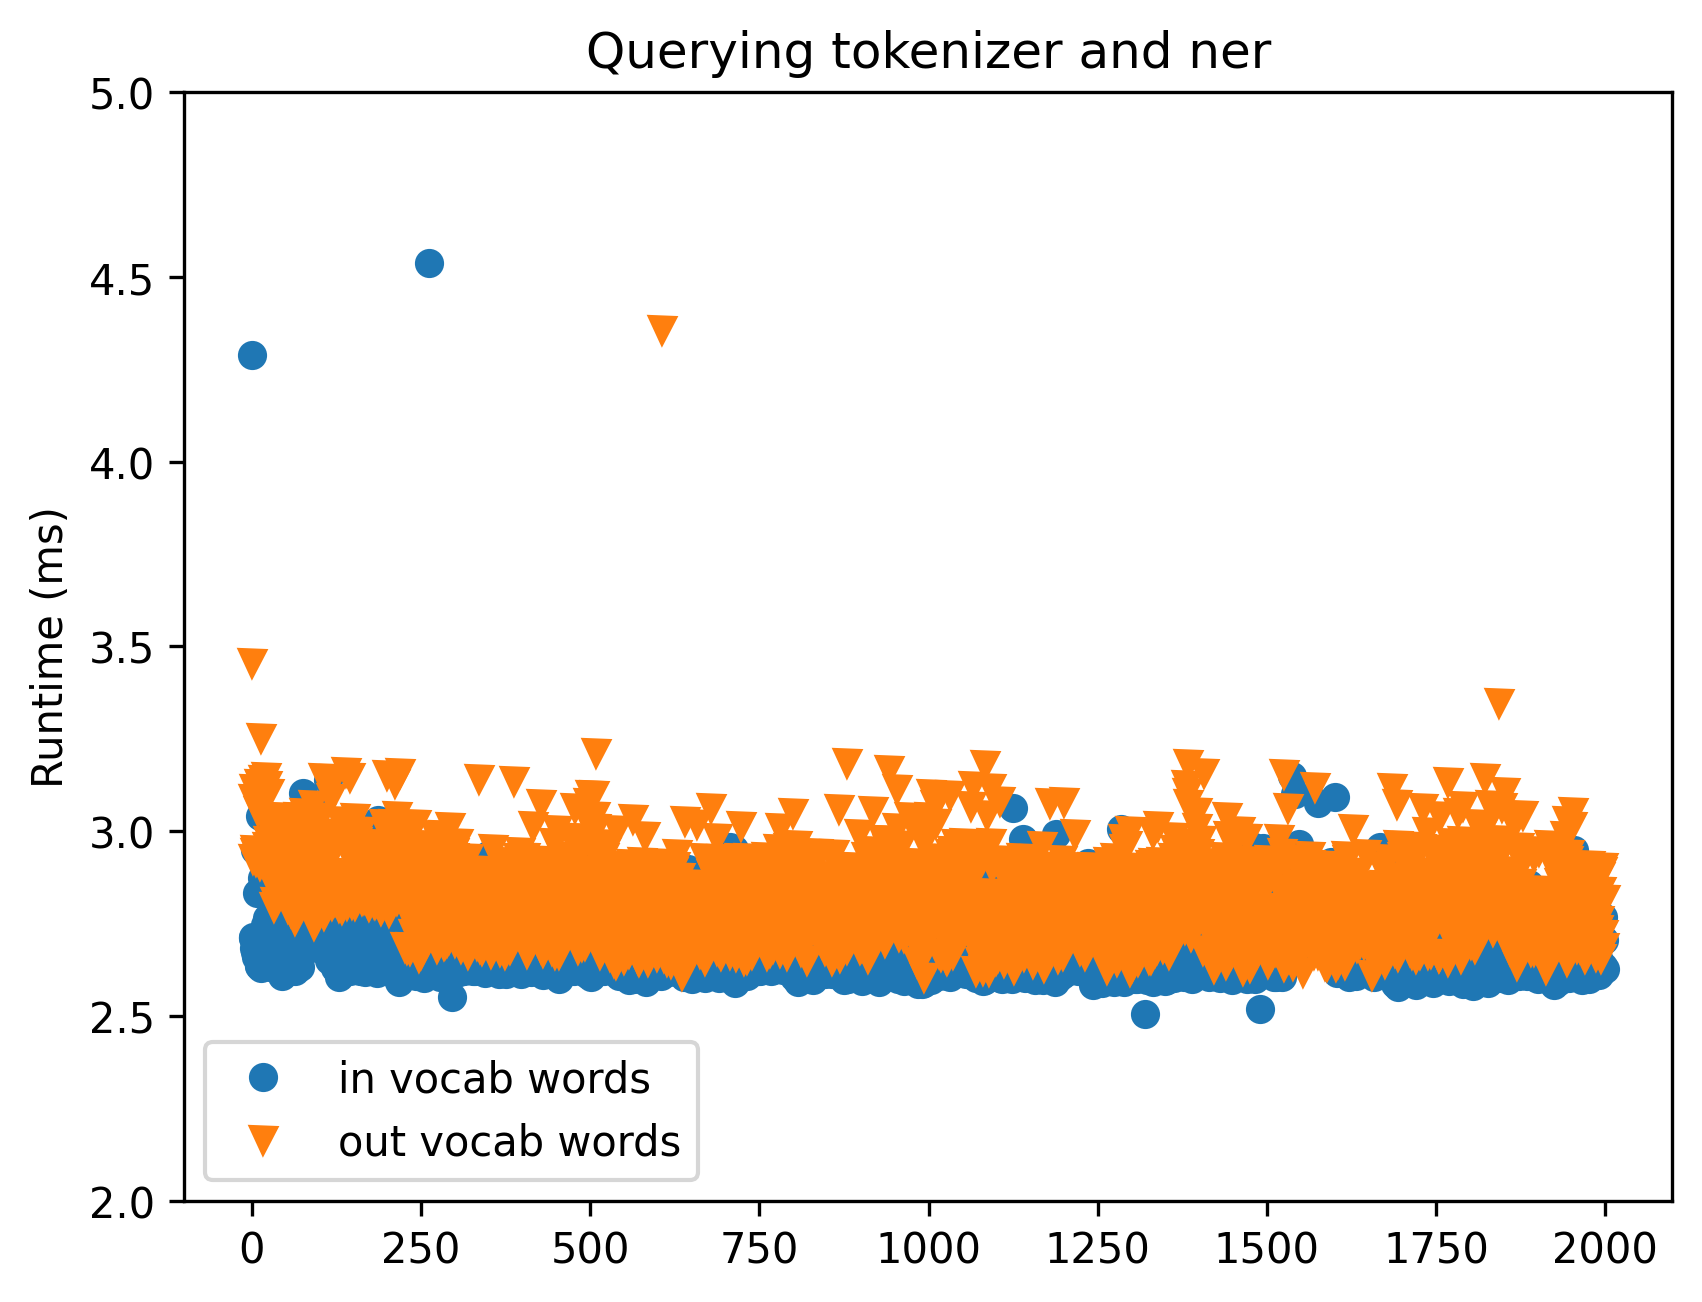 Querying tokenizer and ner
5.0
4.5
4.0
3.5
3.0
2.5
2.0
Runtime (ms)
in vocab words
out vocab words
0 250 500 750 1000 1250 1500 1750 2000